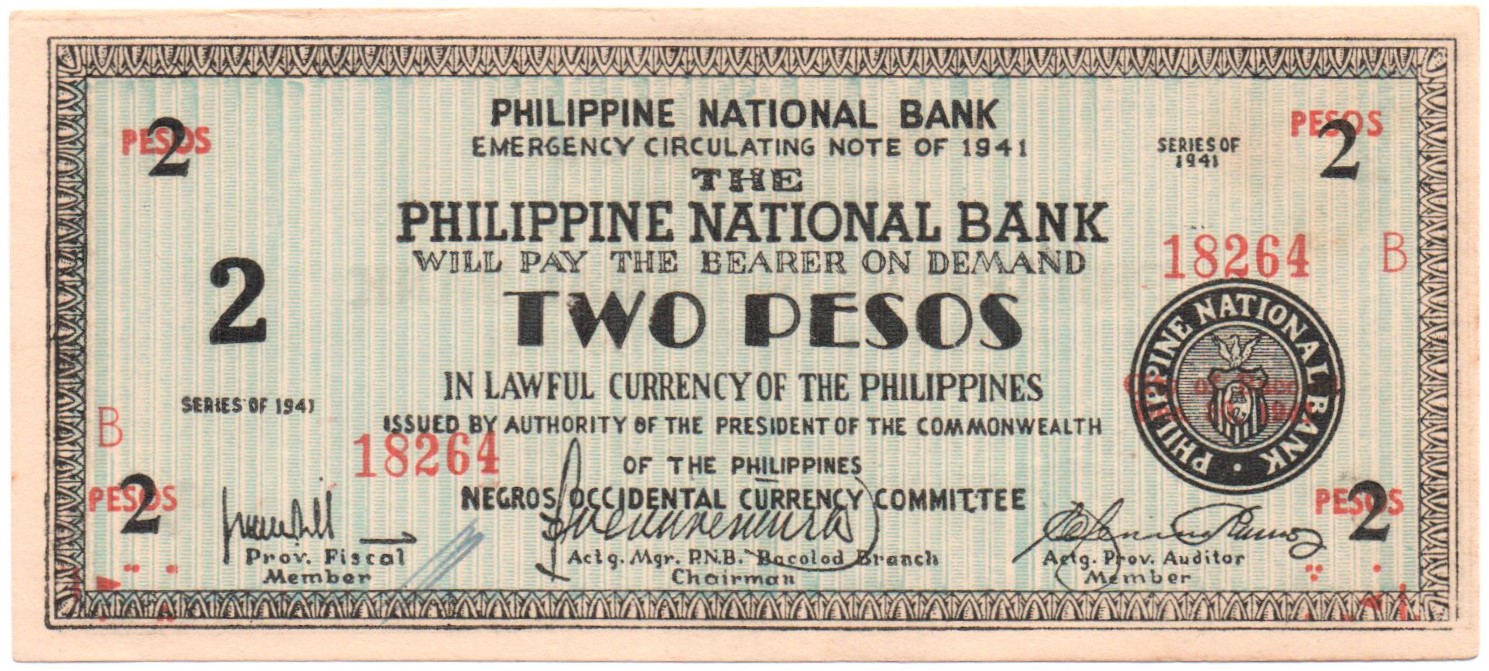 PHILIPPINE NATIONAL BANK
EMERGENCY CIRCULATING NOTE OF 1941
2 PESOS
SERIES OF 1941
2 PESOS
THE
PHILIPPINE NATIONAL BANK
WILL PAY THE BEARER ON DEMAND
18264 B
2
TWO PESOS
PHILIPPINE NATIONAL BANK
IN LAWFUL CURRENCY OF THE PHILIPPINES
SERIES OF 1941
ISSUED BY AUTHORITY OF THE PRESIDENT OF THE COMMONWEALTH
B 18264
OF THE PHILIPPINES
2 PESOS
NEGROS OCCIDENTAL CURRENCY COMMITTEE
2 PESOS
Prov. Fiscal
Member
Actg. Mgr. P.N.B. Bacolod Branch
Chairman
Actg. Prov. Auditor
Member